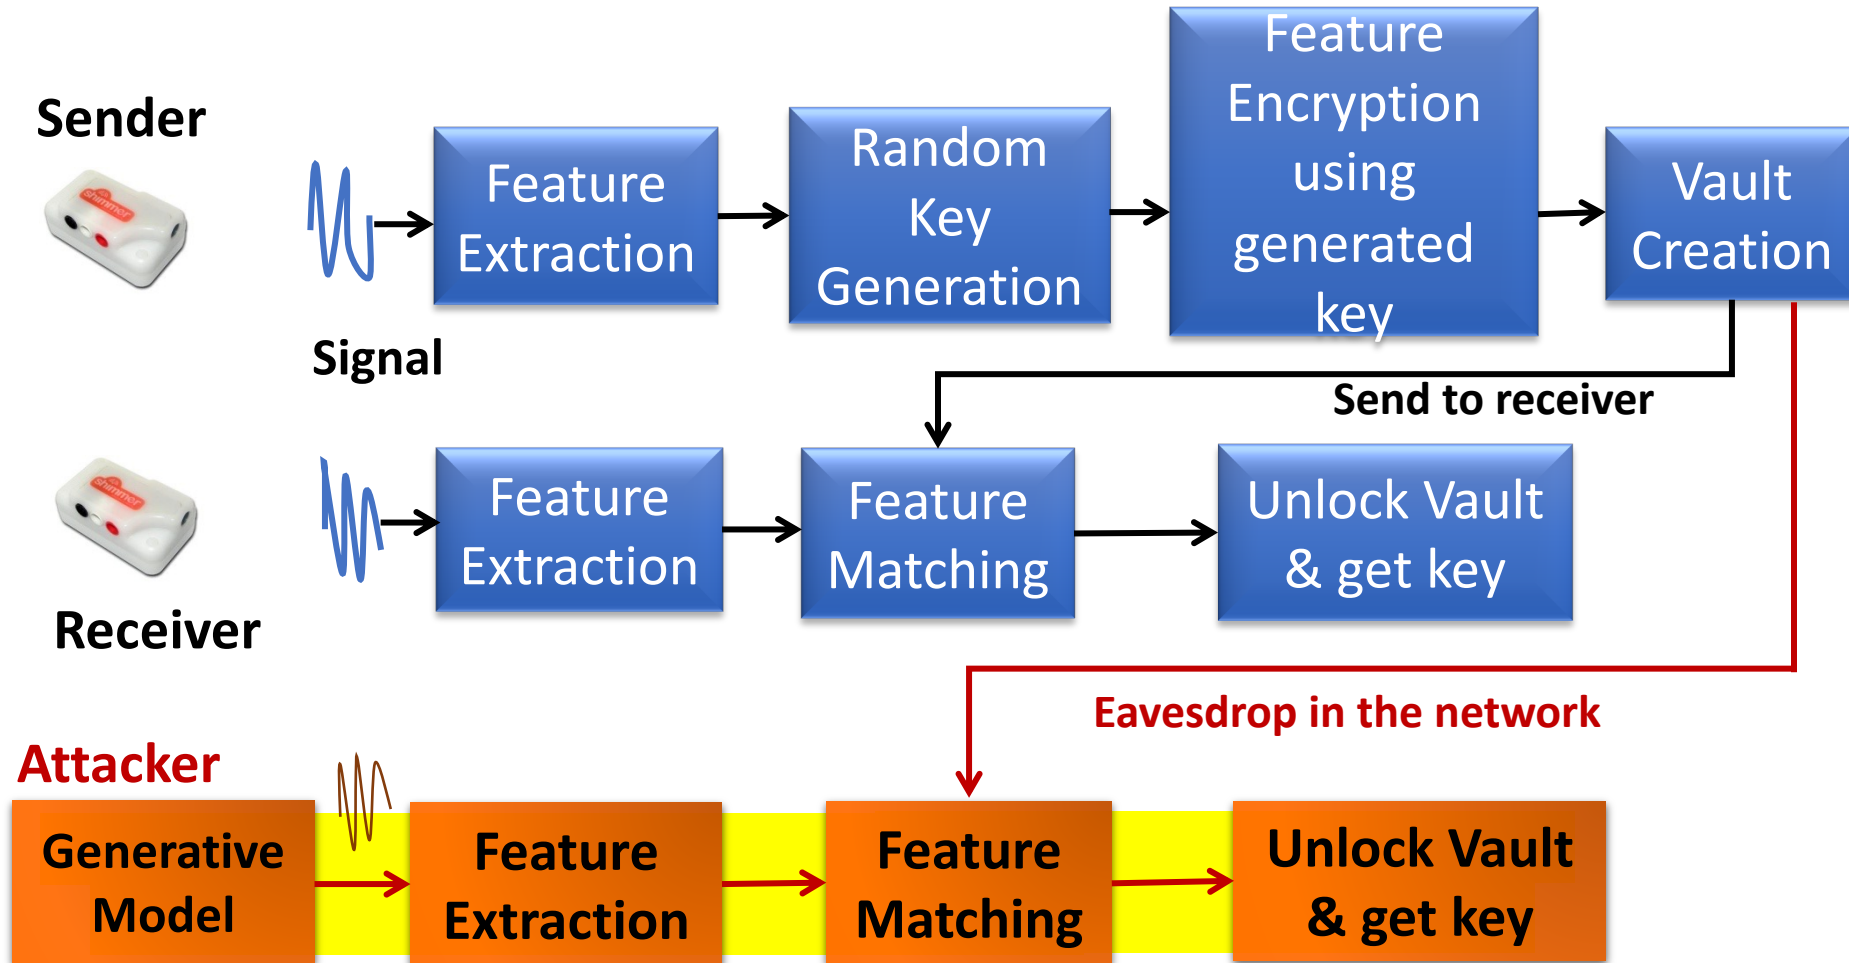 Sender
shimmer
Feature
Extraction
Random
Key
Generation
Feature
Encryption
using
generated
key
Vault
Creation
Signal
Send to receiver
shimmer
Receiver
Feature
Extraction
Feature
Matching
Unlock Vault
& get key
Eavesdrop in the network
Attacker
Generative
Model
Feature
Extraction
Feature
Matching
Unlock Vault
& get key